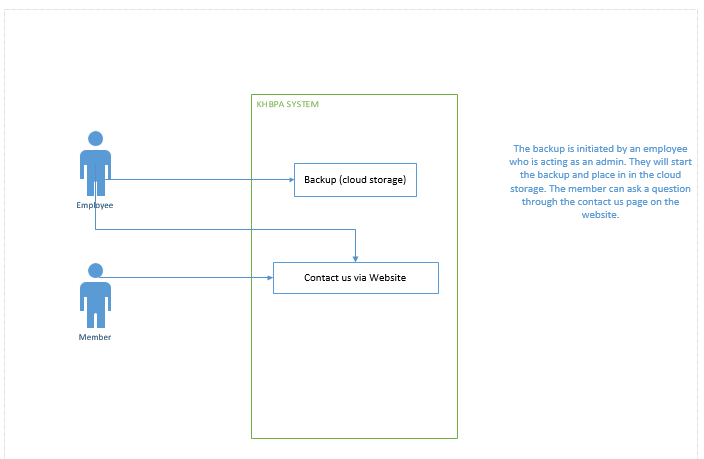 KHBPA SYSTEM
Backup (cloud storage)
Employee
Contact us via Website
Member
The backup is initiated by an employee
who is acting as an admin. They will start
the backup and place in in the cloud
storage. The member can ask a question
through the contact us page on the
website.